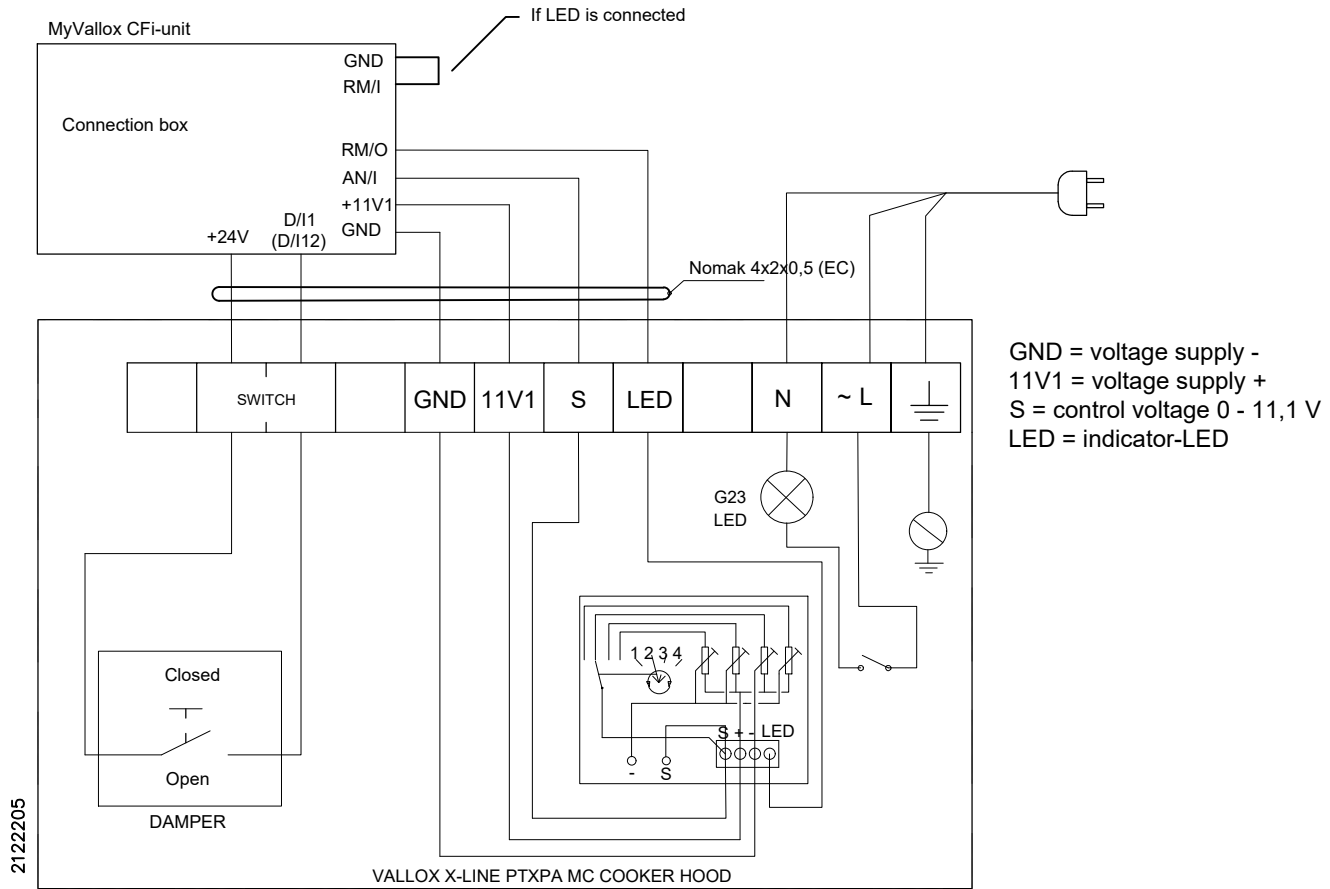 If LED is connected
MyVallox CFi-unit
GND
RM/I
Connection box
RM/O
AN/I
+11V1
D/I1
GND
+24V
(D/I12)
Nomak 4x2x0,5 (EC)
GND = voltage supply -
11V1 = voltage supply +
S = control voltage 0 - 11,1 V
LED = indicator-LED
SWITCH
GND
11V1
S
LED
N
~ L
G23
LED
1 2 3 4
Closed
S + - LED
- S
Open
DAMPER
2122205
VALLOX X-LINE PTXPA MC COOKER HOOD